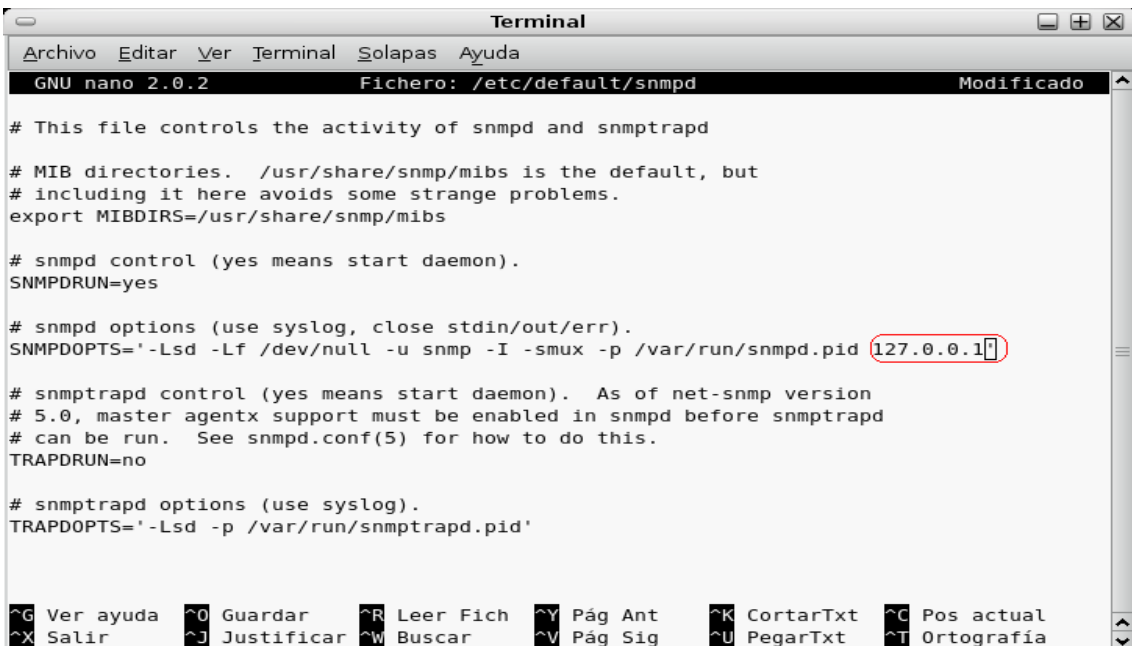 Terminal
Archivo Editar Ver Terminal Solapas Ayuda
GNU nano 2.0.2 Fichero: /etc/default/snmpd Modificado
# This file controls the activity of snmpd and snmptrapd
# MIB directories. /usr/share/snmp/mibs is the default, but
# including it here avoids some strange problems.
export MIBDIRS=/usr/share/snmp/mibs
# snmpd control (yes means start daemon).
SNMPDRUN=yes
# snmpd options (use syslog, close stdin/out/err).
SNMPDOPTS='-Lsd -Lf /dev/null -u snmp -I -smux -p /var/run/snmpd.pid 127.0.0.1'
# snmptrapd control (yes means start daemon). As of net-snmp version
# 5.0, master agentx support must be enabled in snmpd before snmptrapd
# can be run. See snmpd.conf(5) for how to do this.
TRAPDRUN=no
# snmptrapd options (use syslog).
TRAPDOPTS='-Lsd -p /var/run/snmptrapd.pid'
^G Ver ayuda ^O Guardar ^R Leer Fich ^Y Pág Ant ^K CortarTxt ^C Pos actual
^X Salir ^J Justificar ^W Buscar ^V Pág Sig ^U PegarTxt ^T Ortografía